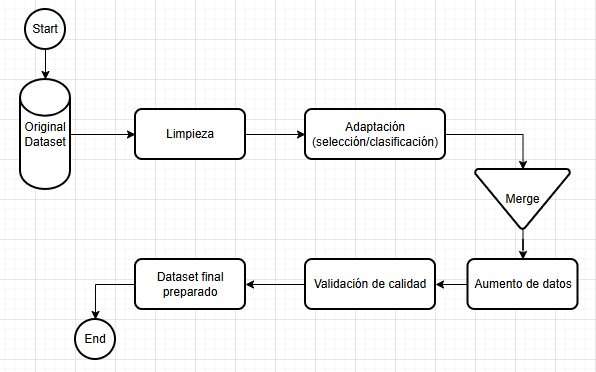 Start
Original
Dataset
Limpieza
Adaptación
(selección/clasificación)
Merge
Aumento de datos
Validación de calidad
Dataset final
preparado
End